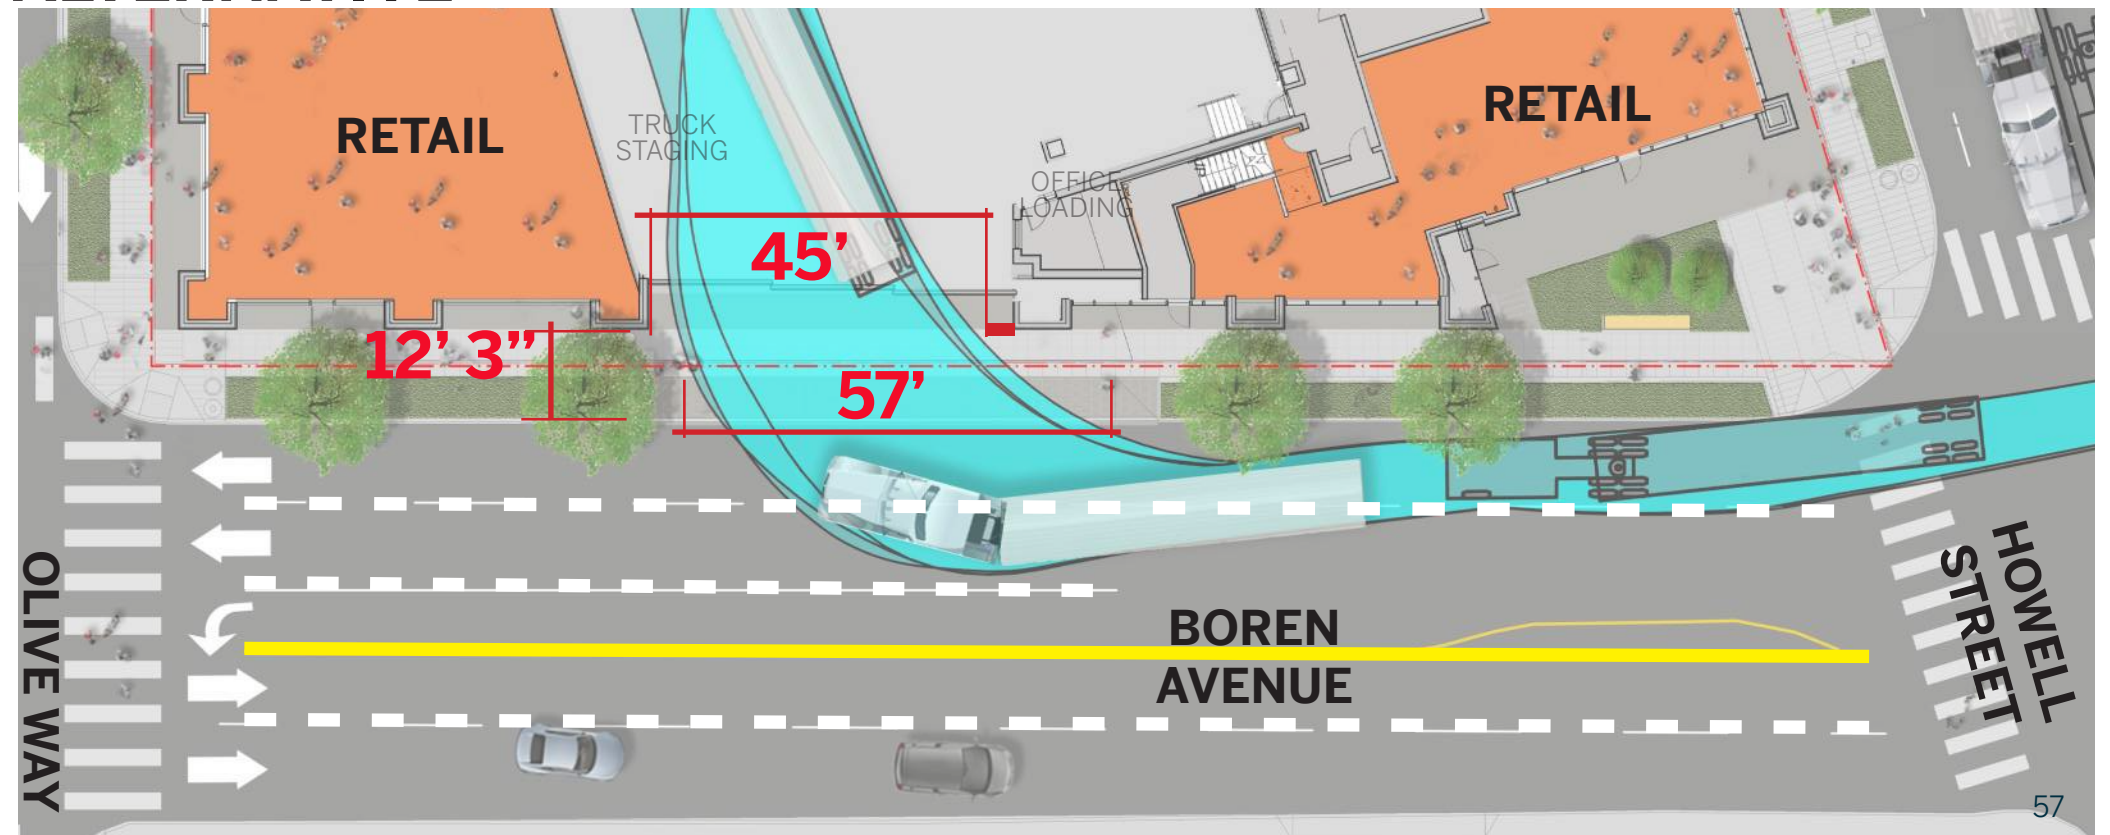 RETAIL
RETAIL
TRUCK
STAGING
OFFICE
LOADING
45’
12’ 3”
57’
BOREN
AVENUE
OLIVE WAY
HOWELL
STREET
57